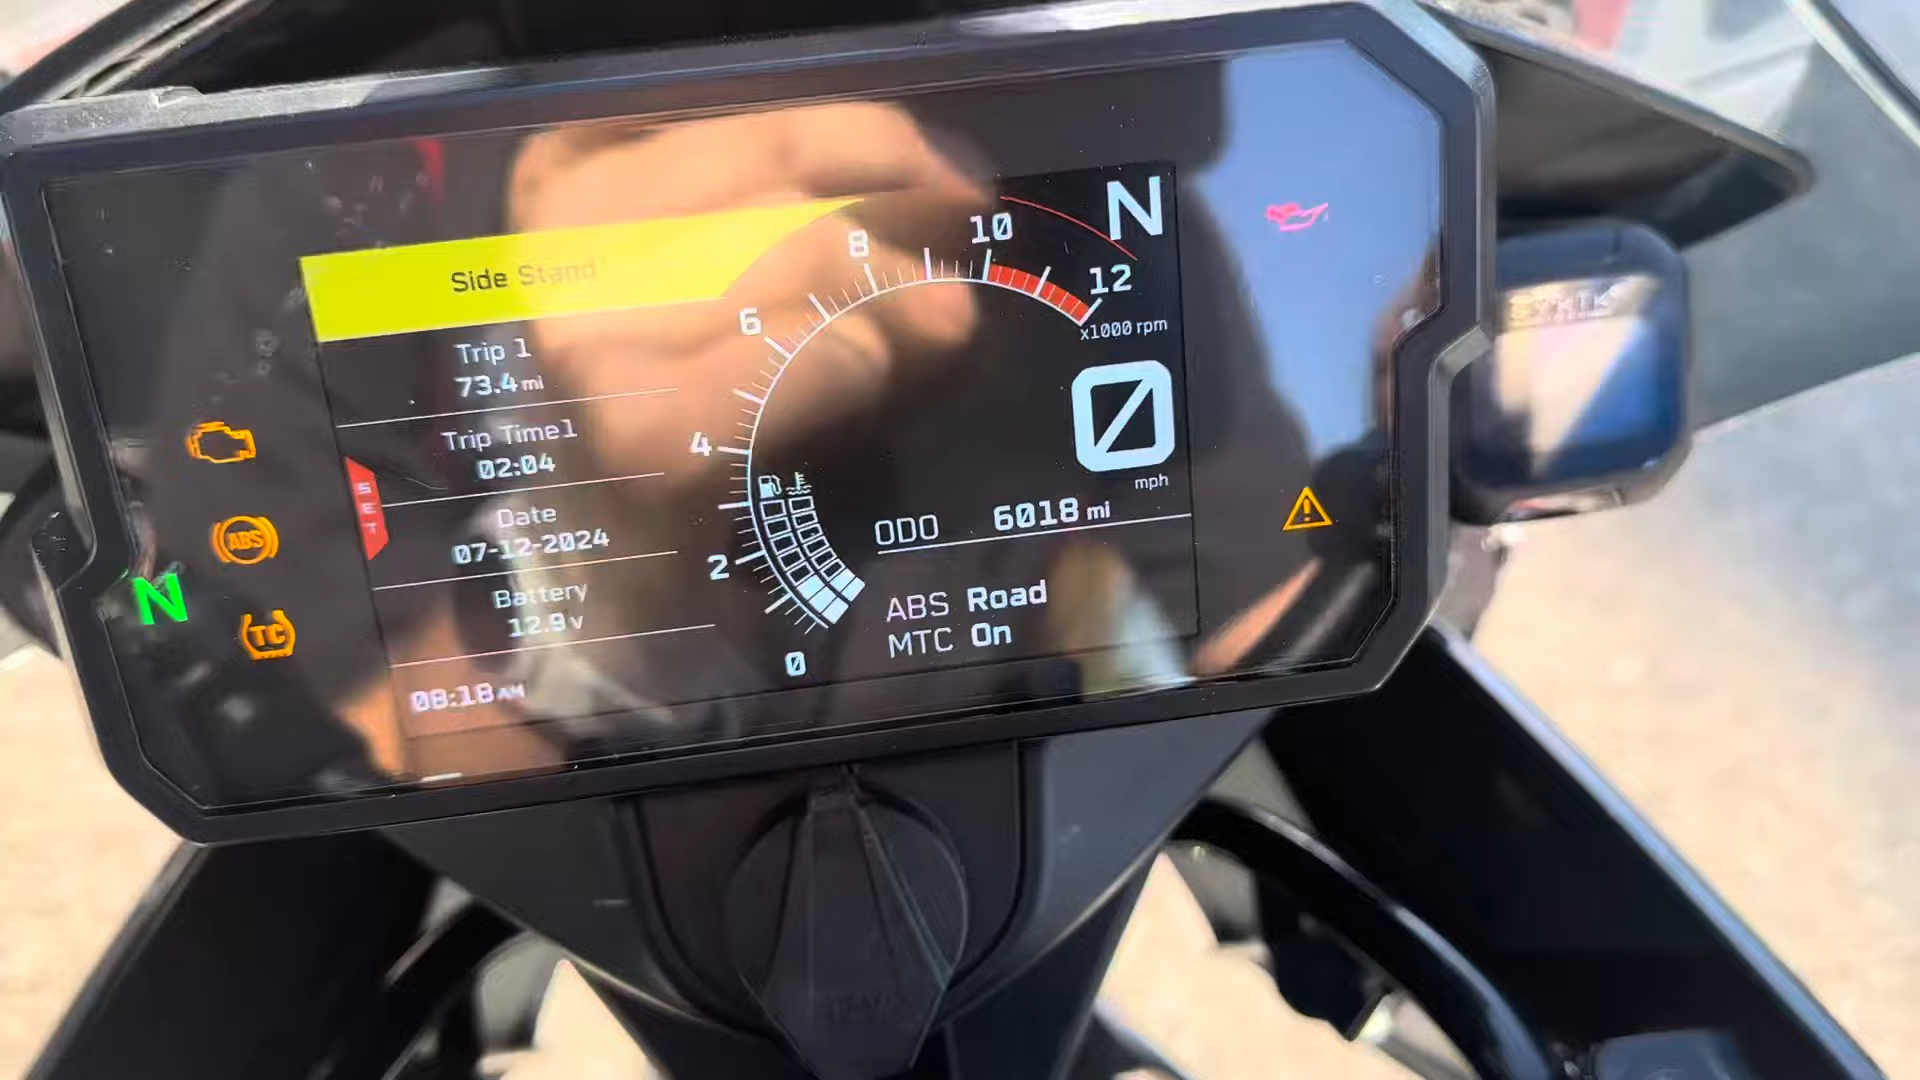 Side Stand
Trip 1
73.4 mi
Trip Time1
02:04
Date
07-12-2024
Battery
12.9 v
08:18 AM
SET
ABS
N
TC
0
2
4
6
8
10
12
x1000 rpm
N
0
mph
ODO 6018 mi
ABS Road
MTC On